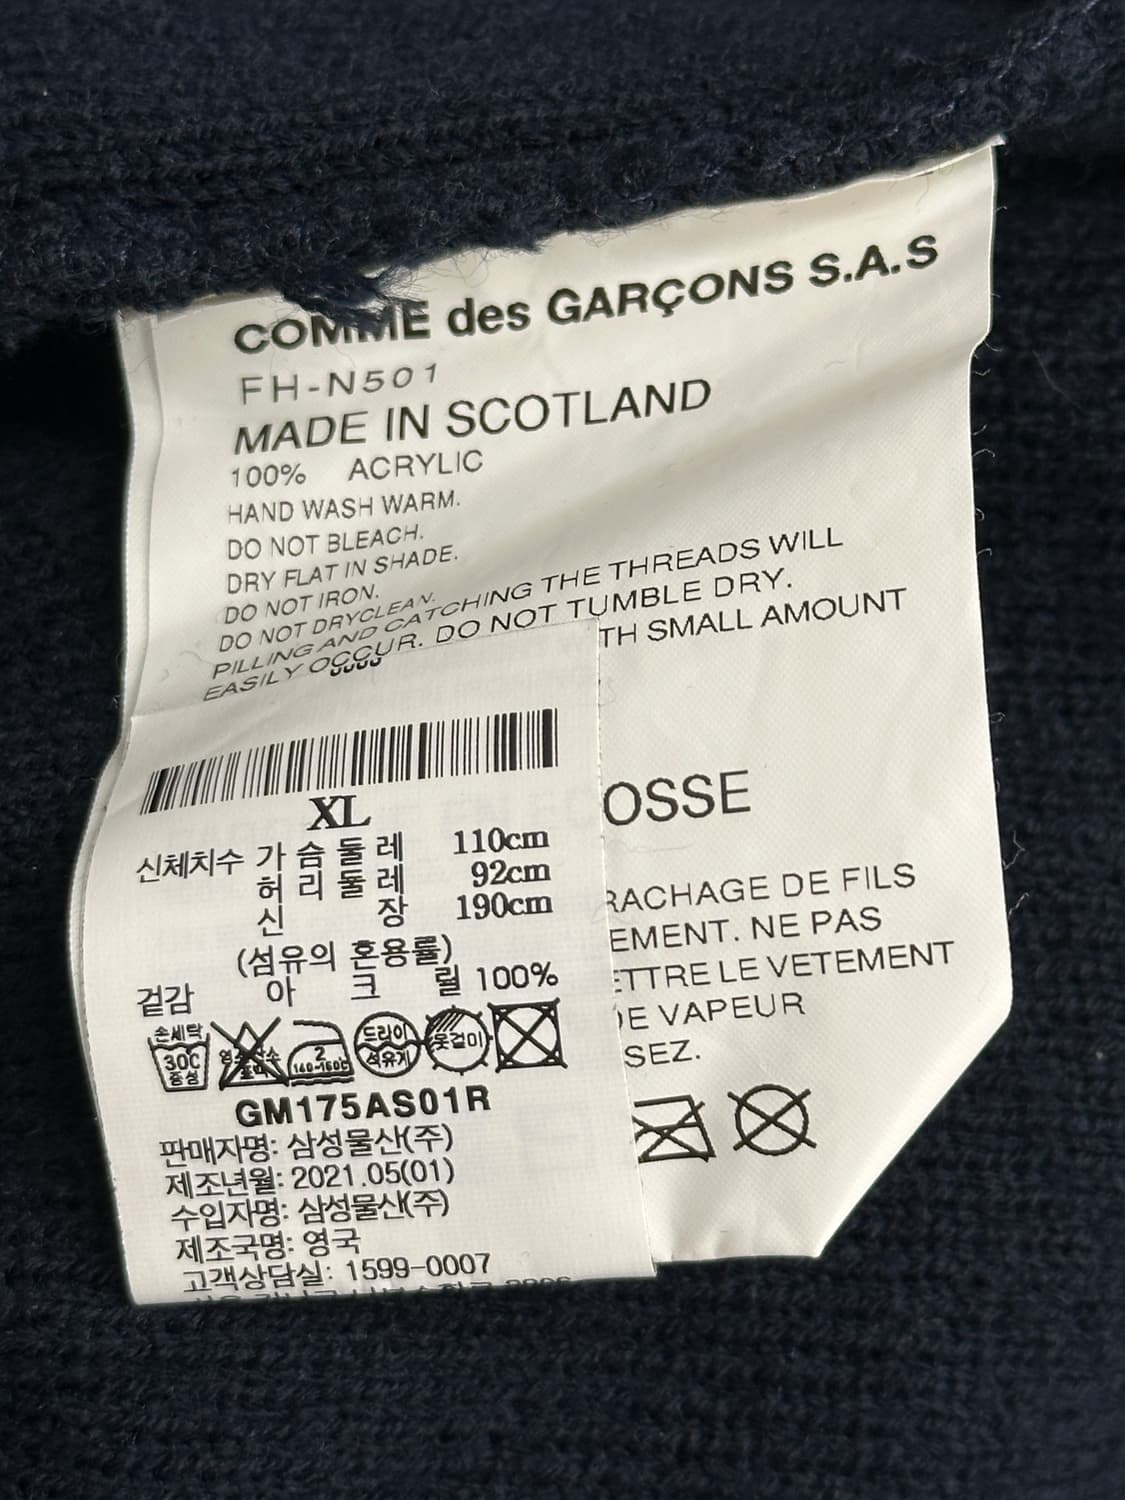 COMME des GARÇONS S.A.S
FH-N501
MADE IN SCOTLAND
100% ACRYLIC
HAND WASH WARM.
DO NOT BLEACH.
DRY FLAT IN SHADE.
DO NOT IRON.
DO NOT DRYCLEAN.
PILLING AND CATCHING THE THREADS WILL
EASILY OCCUR. DO NOT TUMBLE DRY.
TH SMALL AMOUNT
OSSE
RACHAGE DE FILS
EMENT. NE PAS
ETTRE LE VETEMENT
DE VAPEUR
SEZ.
XL
신체치수 가슴둘레 110cm
허리둘레 92cm
신장 190cm
(섬유의 혼용률)
겉감 아크릴 100%
손세탁
30C
중성
2
140-160C
드라이
석유계
옷걸이
GM175AS01R
판매자명: 삼성물산(주)
제조년월: 2021.05(01)
수입자명: 삼성물산(주)
제조국명: 영국
고객상담실: 1599-0007